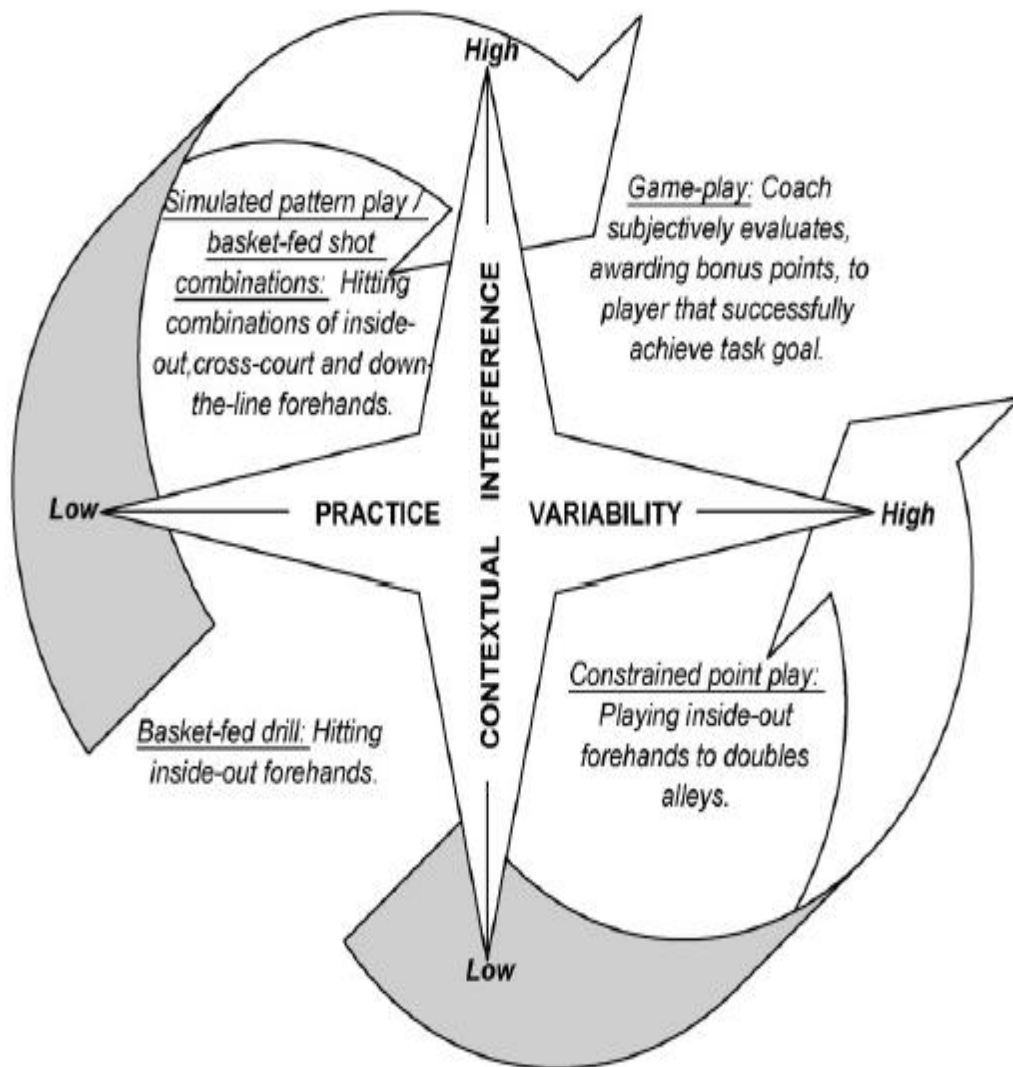 High
Simulated pattern play /
basket-fed shot
combinations: Hitting
combinations of inside-
out,cross-court and down-
the-line forehands.
Game-play: Coach
subjectively evaluates,
awarding bonus points, to
player that successfully
achieve task goal.
Low
PRACTICE VARIABILITY
High
CONTEXTUAL INTERFERENCE
Basket-fed drill: Hitting
inside-out forehands.
Constrained point play:
Playing inside-out
forehands to doubles
alleys.
Low